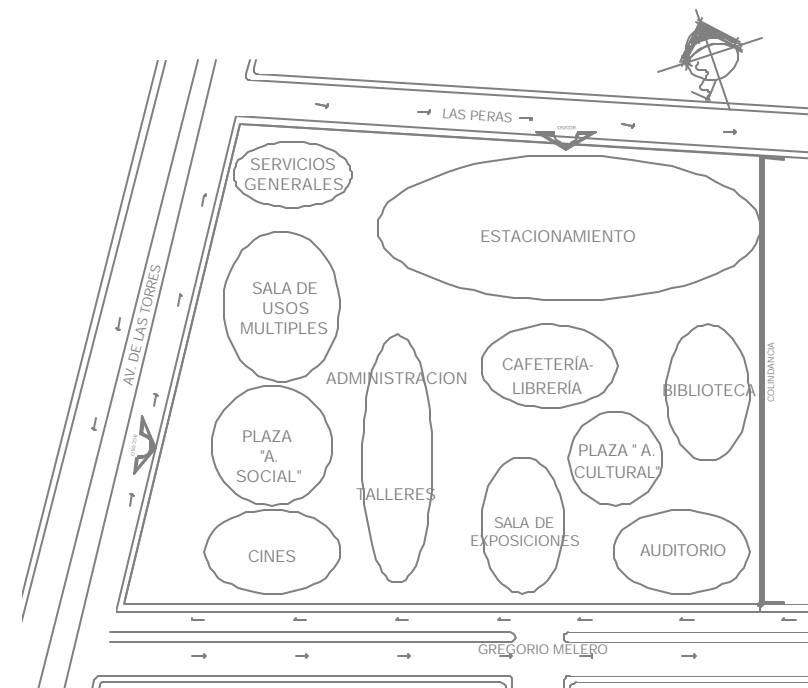 LAS PERAS
SERVICIOS
GENERALES
ESTACIONAMIENTO
SALA DE
USOS
MULTIPLES
AV. DE LAS TORRES
CAFETERÍA-
LIBRERÍA
ADMINISTRACION
BIBLIOTECA
COLINDANCIA
PLAZA
"A.
SOCIAL"
PLAZA " A.
CULTURAL"
TALLERES
SALA DE
EXPOSICIONES
CINES
AUDITORIO
GREGORIO MELERO